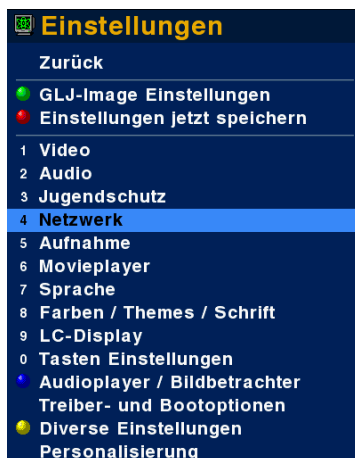 Einstellungen
Zurück
GLJ-Image Einstellungen
Einstellungen jetzt speichern
1 Video
2 Audio
3 Jugendschutz
4 Netzwerk
5 Aufnahme
6 Movieplayer
7 Sprache
8 Farben / Themes / Schrift
9 LC-Display
0 Tasten Einstellungen
Audioplayer / Bildbetrachter
Treiber- und Bootoptionen
Diverse Einstellungen
Personalisierung